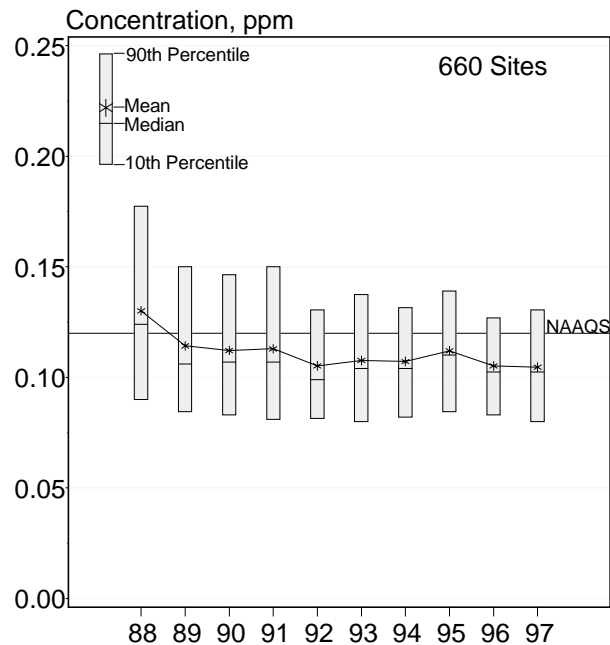 Concentration, ppm
0.25
90th Percentile
660 Sites
Mean
Median
0.20
10th Percentile
0.15
NAAQS
0.10
0.05
0.00
88 89 90 91 92 93 94 95 96 97